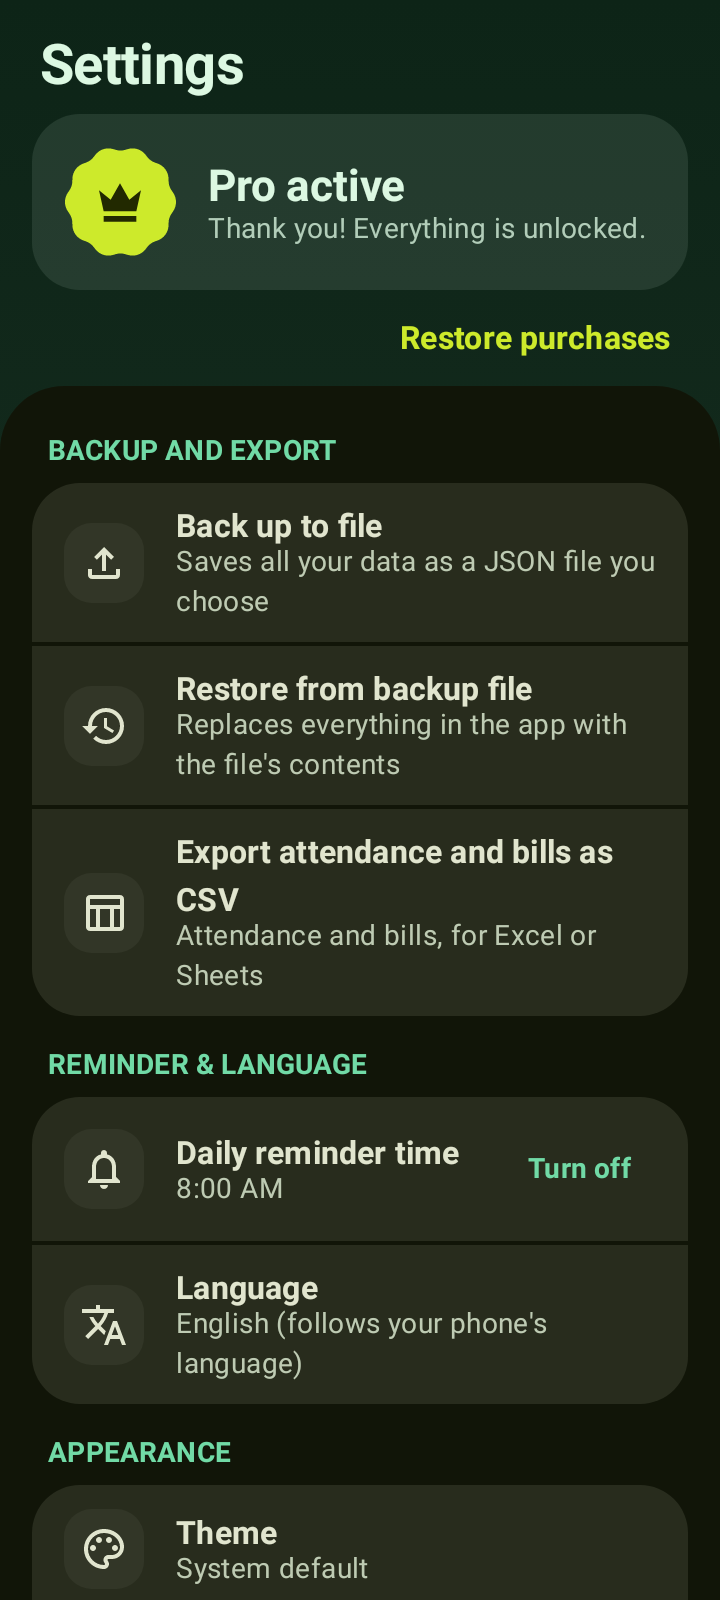 Settings
Pro active
Thank you! Everything is unlocked.
Restore purchases
BACKUP AND EXPORT
Back up to file
Saves all your data as a JSON file you
choose
Restore from backup file
Replaces everything in the app with
the file's contents
Export attendance and bills as
CSV
Attendance and bills, for Excel or
Sheets
REMINDER & LANGUAGE
Daily reminder time
8:00 AM
Turn off
Language
English (follows your phone's
language)
APPEARANCE
Theme
System default